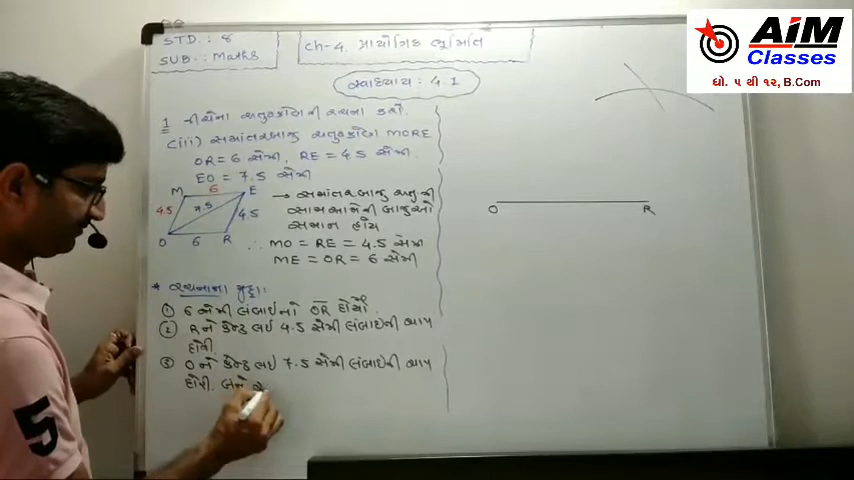 STD. : 8
SUB. : Maths
Ch-4. પ્રાયોગિક ભૂમિતિ
સ્વાધ્યાય : 4.1
AIM
Classes
ધો. ૫ થી ૧૨, B.Com
1 નીચેના ચતુષ્કોણની રચના કરો.
(iii) સમાંતરબાજુ ચતુષ્કોણ MORE
OR = 6 સેમી, RE = 4.5 સેમી.
EO = 7.5 સેમી
M 6 E
4.5 7.5 4.5
O 6 R
→ સમાંતરબાજુ ચતુ.ની
સામસામેની બાજુઓ
સમાન હોય
∴ MO = RE = 4.5 સેમી
ME = OR = 6 સેમી
* રચનાના મુદ્દા:
① 6 સેમી લંબાઈનો OR દોર્યો.
② R ને કેન્દ્ર લઈ 4.5 સેમી લંબાઈની ચાપ
દોરી.
③ O ને કેન્દ્ર લઈ 7.5 સેમી લંબાઈની ચાપ
દોરી. બંને
O R
5